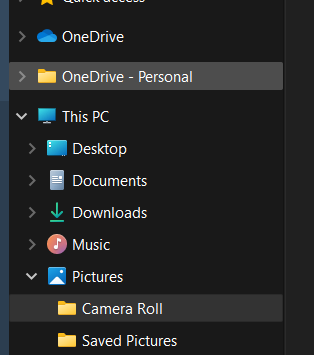 Quick access
OneDrive
OneDrive - Personal
This PC
Desktop
Documents
Downloads
Music
Pictures
Camera Roll
Saved Pictures